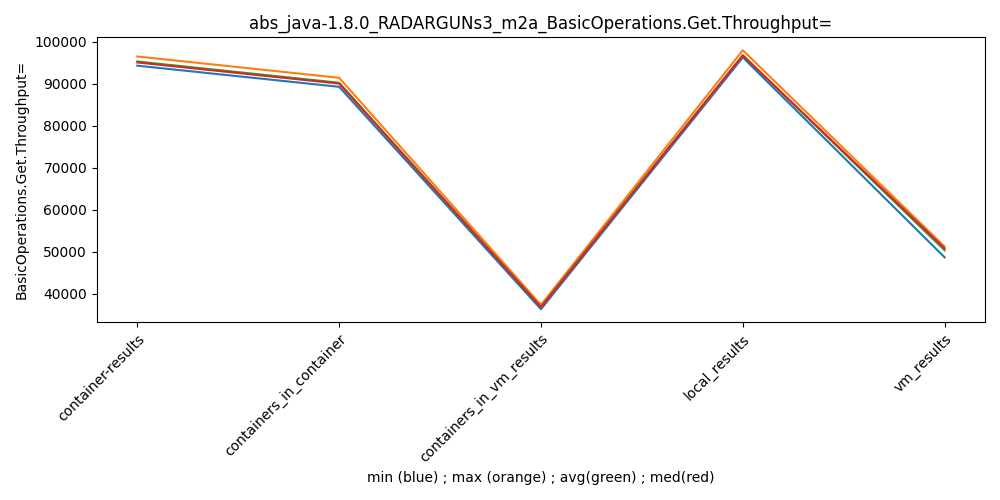 abs_java-1.8.0_RADARGUNs3_m2a_BasicOperations.Get.Throughput=
BasicOperations.Get.Throughput=
100000
90000
80000
70000
60000
50000
40000
container-results
containers_in_container
containers_in_vm_results
local_results
vm_results
min (blue) ; max (orange) ; avg(green) ; med(red)